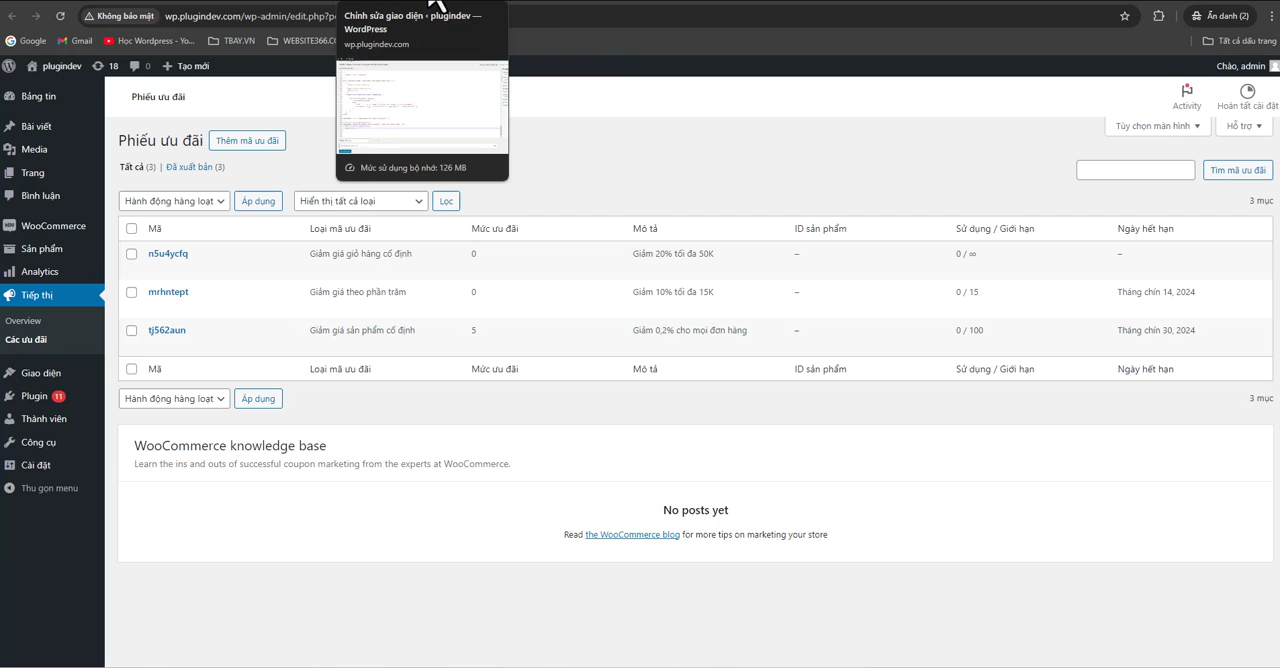 Không bảo mật
wp.plugindev.com/wp-admin/edit.php?p
Chỉnh sửa giao diện • plugindev —
WordPress
wp.plugindev.com
Mức sử dụng bộ nhớ: 126 MB
Ẩn danh (2)
Google
Gmail
Học Wordpress - Yo...
TBAY.VN
WEBSITE366.C
Tất cả dấu trang
plugindev
18
0
Tạo mới
Chào, admin
Bảng tin
Bài viết
Media
Trang
Bình luận
WooCommerce
Sản phẩm
Analytics
Tiếp thị
Overview
Các ưu đãi
Giao diện
Plugin 11
Thành viên
Công cụ
Cài đặt
Thu gọn menu
Phiếu ưu đãi
Activity
Hoàn tất cài đặt
Tùy chọn màn hình
Hỗ trợ
Phiếu ưu đãi
Thêm mã ưu đãi
Tất cả (3) | Đã xuất bản (3)
Tìm mã ưu đãi
Hành động hàng loạt
Áp dụng
Hiển thị tất cả loại
Lọc
3 mục
Mã Loại mã ưu đãi Mức ưu đãi Mô tả ID sản phẩm Sử dụng / Giới hạn Ngày hết hạn
n5u4ycfq Giảm giá giỏ hàng cố định 0 Giảm 20% tối đa 50K – 0 / ∞ –
mrhntept Giảm giá theo phần trăm 0 Giảm 10% tối đa 15K – 0 / 15 Tháng chín 14, 2024
tj562aun Giảm giá sản phẩm cố định 5 Giảm 0,2% cho mọi đơn hàng – 0 / 100 Tháng chín 30, 2024
Mã Loại mã ưu đãi Mức ưu đãi Mô tả ID sản phẩm Sử dụng / Giới hạn Ngày hết hạn
Hành động hàng loạt
Áp dụng
3 mục
WooCommerce knowledge base
Learn the ins and outs of successful coupon marketing from the experts at WooCommerce.
No posts yet
Read the WooCommerce blog for more tips on marketing your store